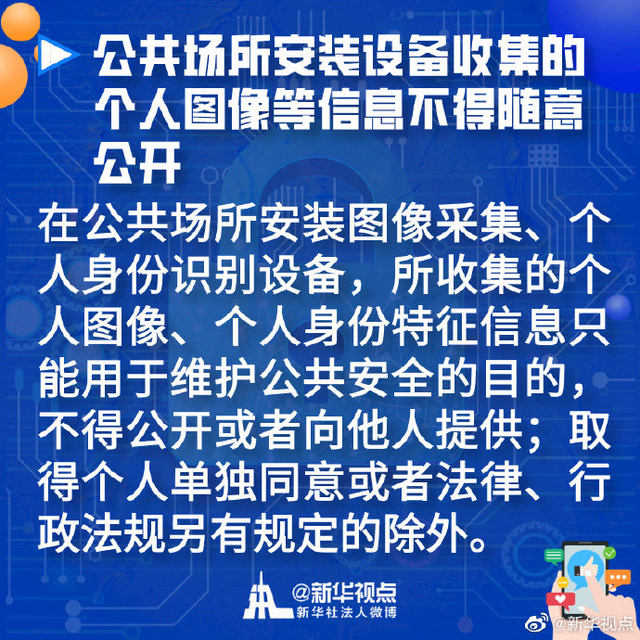 公共场所安装设备收集的
个人图像等信息不得随意
公开
在公共场所安装图像采集、个
人身份识别设备，所收集的个
人图像、个人身份特征信息只
能用于维护公共安全的目的，
不得公开或者向他人提供；取
得个人单独同意或者法律、行
政法规另有规定的除外。
@新华视点
新华社法人微博
@新华视点